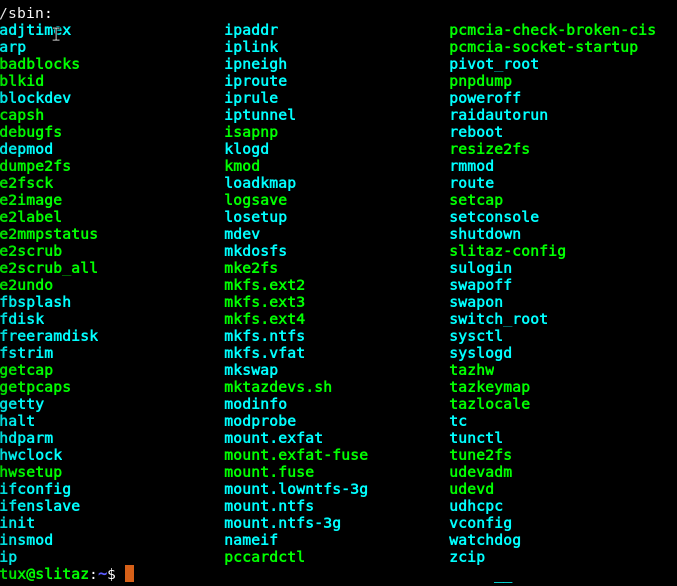 /sbin:
adjtimex ipaddr pcmcia-check-broken-cis
arp iplink pcmcia-socket-startup
badblocks ipneigh pivot_root
blkid iproute pnpdump
blockdev iprule poweroff
capsh iptunnel raidautorun
debugfs isapnp reboot
depmod klogd resize2fs
dumpe2fs kmod rmmod
e2fsck loadkmap route
e2image logsave setcap
e2label losetup setconsole
e2mmpstatus mdev shutdown
e2scrub mkdosfs slitaz-config
e2scrub_all mke2fs sulogin
e2undo mkfs.ext2 swapoff
fbsplash mkfs.ext3 swapon
fdisk mkfs.ext4 switch_root
freeramdisk mkfs.ntfs sysctl
fstrim mkfs.vfat syslogd
getcap mkswap tazhw
getpcaps mktazdevs.sh tazkeymap
getty modinfo tazlocale
halt modprobe tc
hdparm mount.exfat tunctl
hwclock mount.exfat-fuse tune2fs
hwsetup mount.fuse udevadm
ifconfig mount.lowntfs-3g udevd
ifenslave mount.ntfs udhcpc
init mount.ntfs-3g vconfig
insmod nameif watchdog
ip pccardctl zcip
tux@slitaz:~$